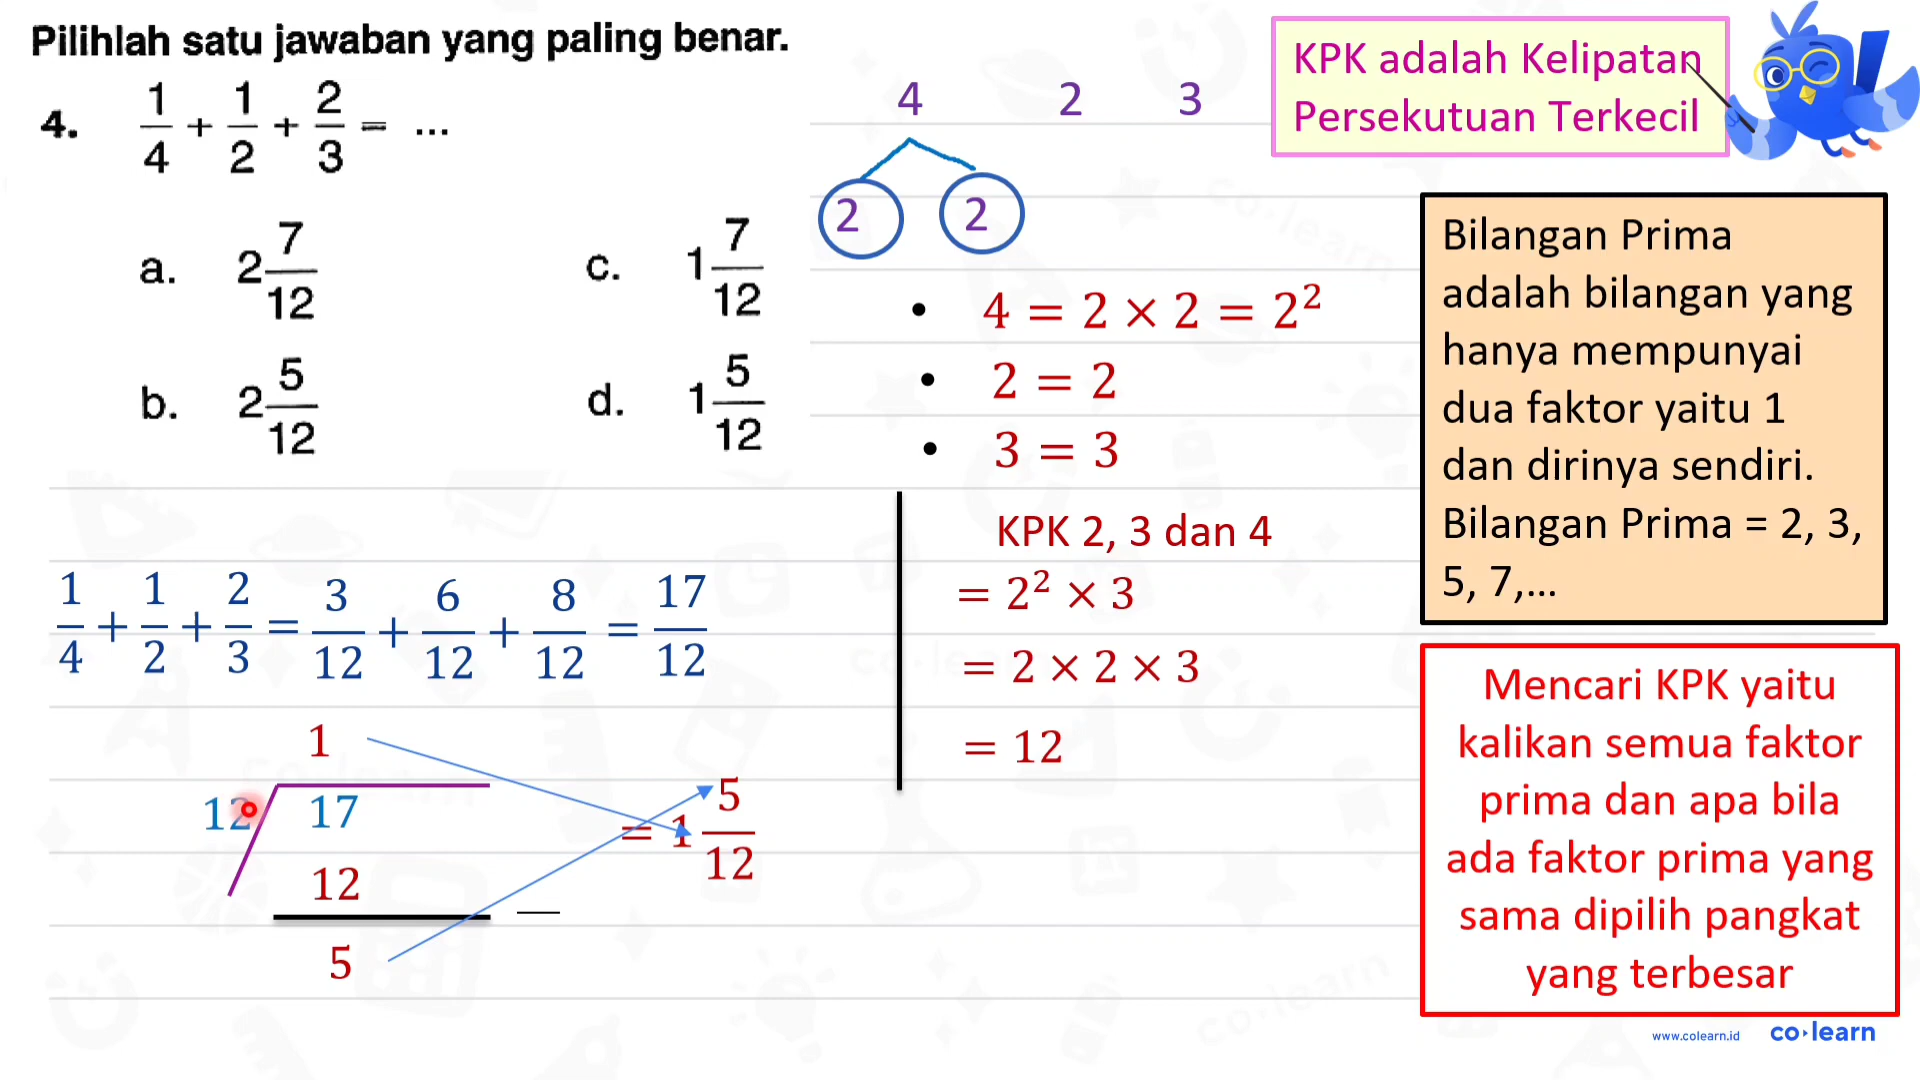 Pilihlah satu jawaban yang paling benar.
4. 1/4 + 1/2 + 2/3 = ...
a. 2 7/12
c. 1 7/12
b. 2 5/12
d. 1 5/12
4 2 3
2 2
• 4 = 2 × 2 = 2²
• 2 = 2
• 3 = 3
KPK 2, 3 dan 4
= 2² × 3
= 2 × 2 × 3
= 12
1/4 + 1/2 + 2/3 = 3/12 + 6/12 + 8/12 = 17/12
1
12 17
12
5
= 1 5/12
KPK adalah Kelipatan
Persekutuan Terkecil
Bilangan Prima
adalah bilangan yang
hanya mempunyai
dua faktor yaitu 1
dan dirinya sendiri.
Bilangan Prima = 2, 3,
5, 7,...
Mencari KPK yaitu
kalikan semua faktor
prima dan apa bila
ada faktor prima yang
sama dipilih pangkat
yang terbesar
www.colearn.id co·learn